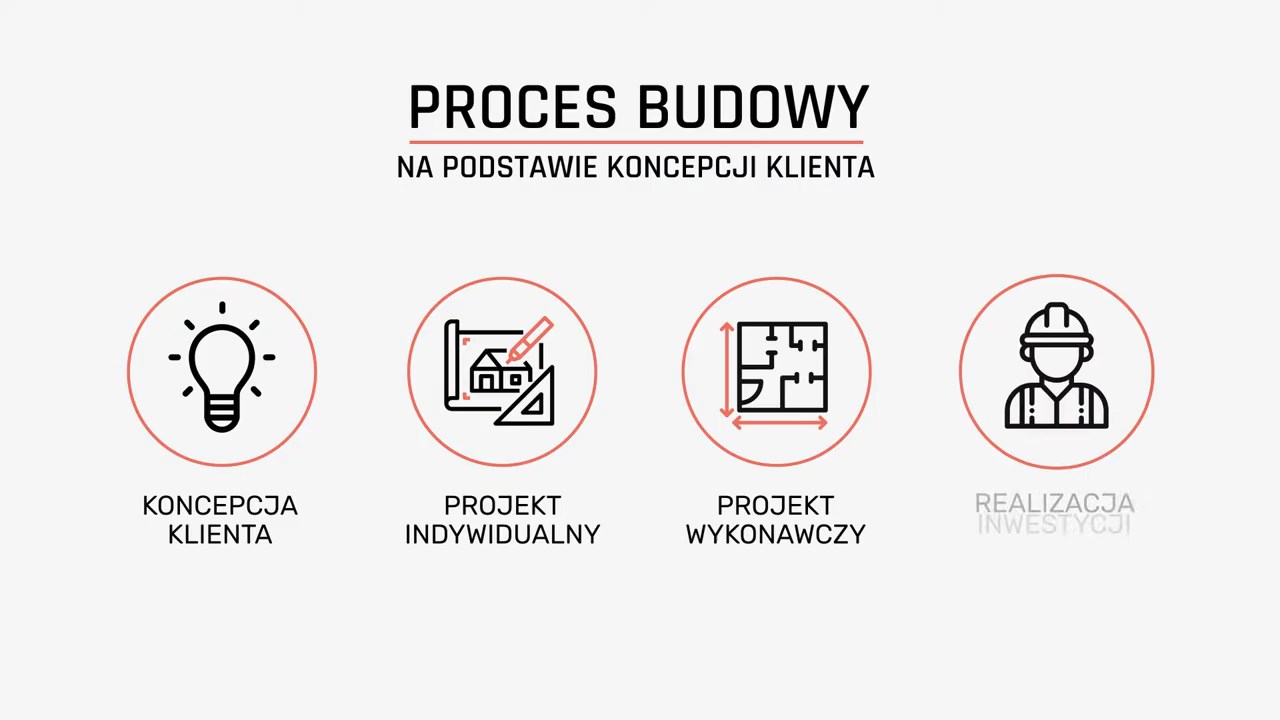 PROCES BUDOWY
NA PODSTAWIE KONCEPCJI KLIENTA
KONCEPCJA
KLIENTA
PROJEKT
INDYWIDUALNY
PROJEKT
WYKONAWCZY
REALIZACJA
INWESTYCJI